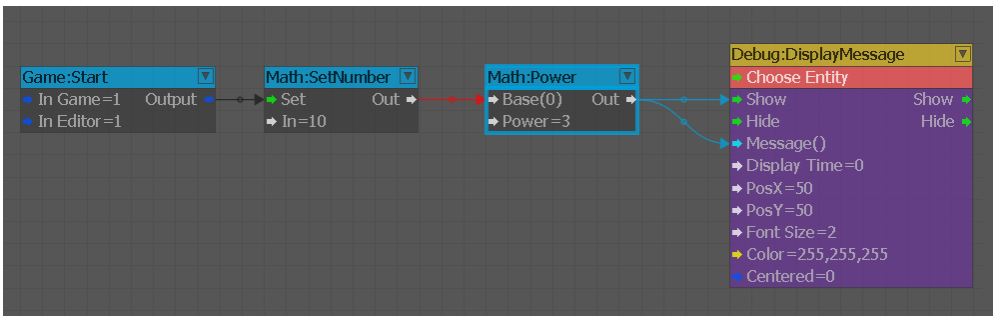 Game:Start
In Game=1 Output
In Editor=1
Math:SetNumber
Set Out
In=10
Math:Power
Base(0) Out
Power=3
Debug:DisplayMessage
Choose Entity
Show Show
Hide Hide
Message()
Display Time=0
PosX=50
PosY=50
Font Size=2
Color=255,255,255
Centered=0